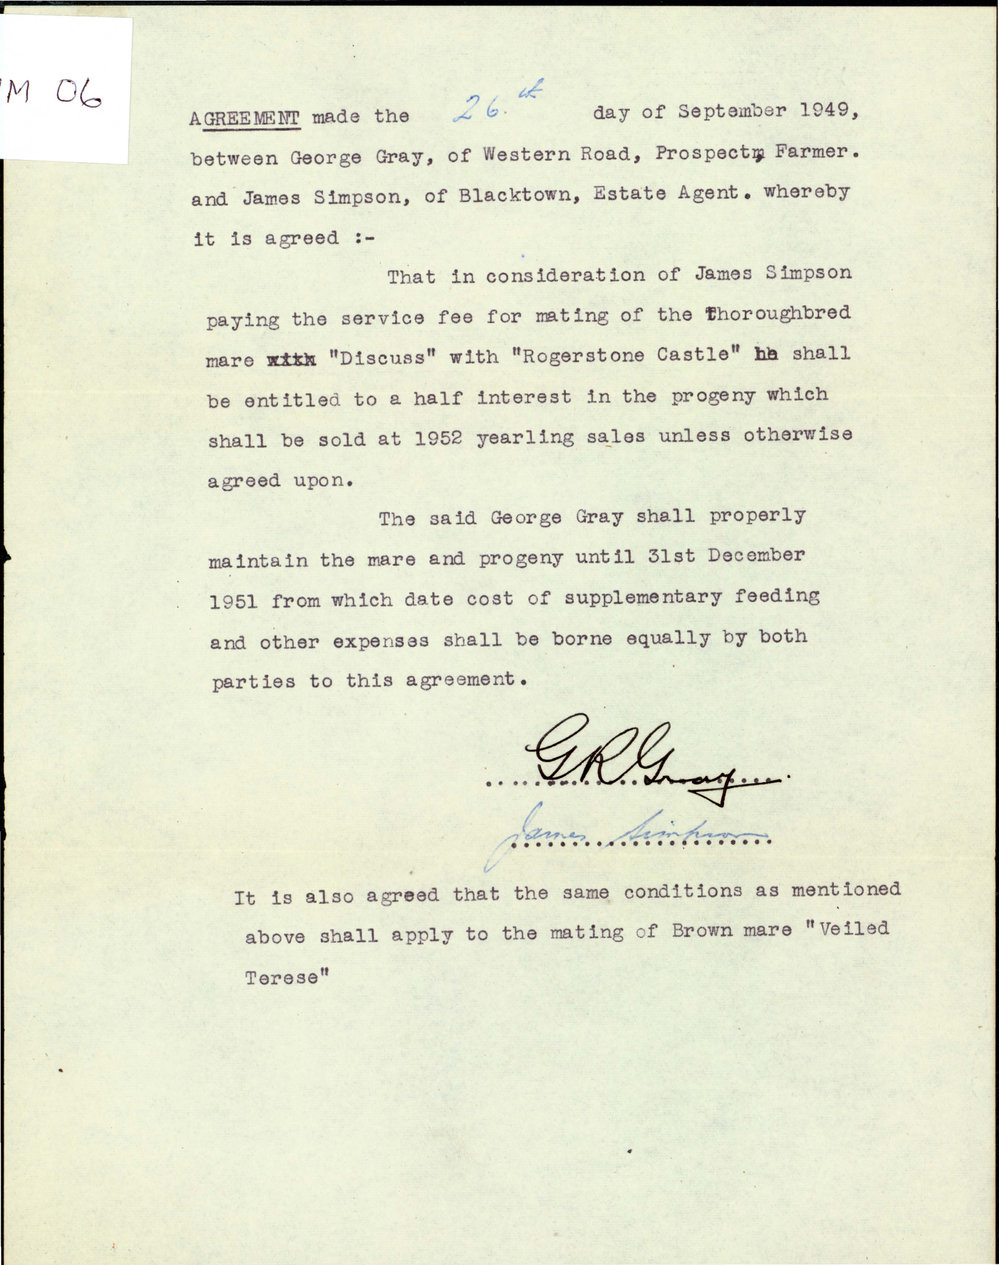 M 06
AGREEMENT made the 26.th day of September 1949,
between George Gray, of Western Road, Prospect, Farmer.
and James Simpson, of Blacktown, Estate Agent. whereby
it is agreed :-
That in consideration of James Simpson
paying the service fee for mating of the Thoroughbred
mare with "Discuss" with "Rogerstone Castle" he shall
be entitled to a half interest in the progeny which
shall be sold at 1952 yearling sales unless otherwise
agreed upon.
The said George Gray shall properly
maintain the mare and progeny until 31st December
1951 from which date cost of supplementary feeding
and other expenses shall be borne equally by both
parties to this agreement.
G R Gray
James Simpson
It is also agreed that the same conditions as mentioned
above shall apply to the mating of Brown mare "Veiled
Terese"